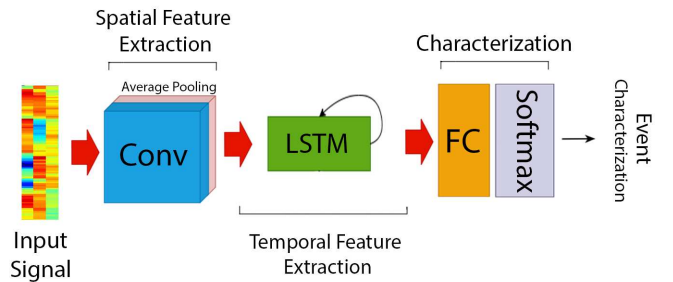 Spatial Feature
Extraction
Average Pooling
Conv
Input
Signal
LSTM
Temporal Feature
Extraction
Characterization
FC
Softmax
Event
Characterization